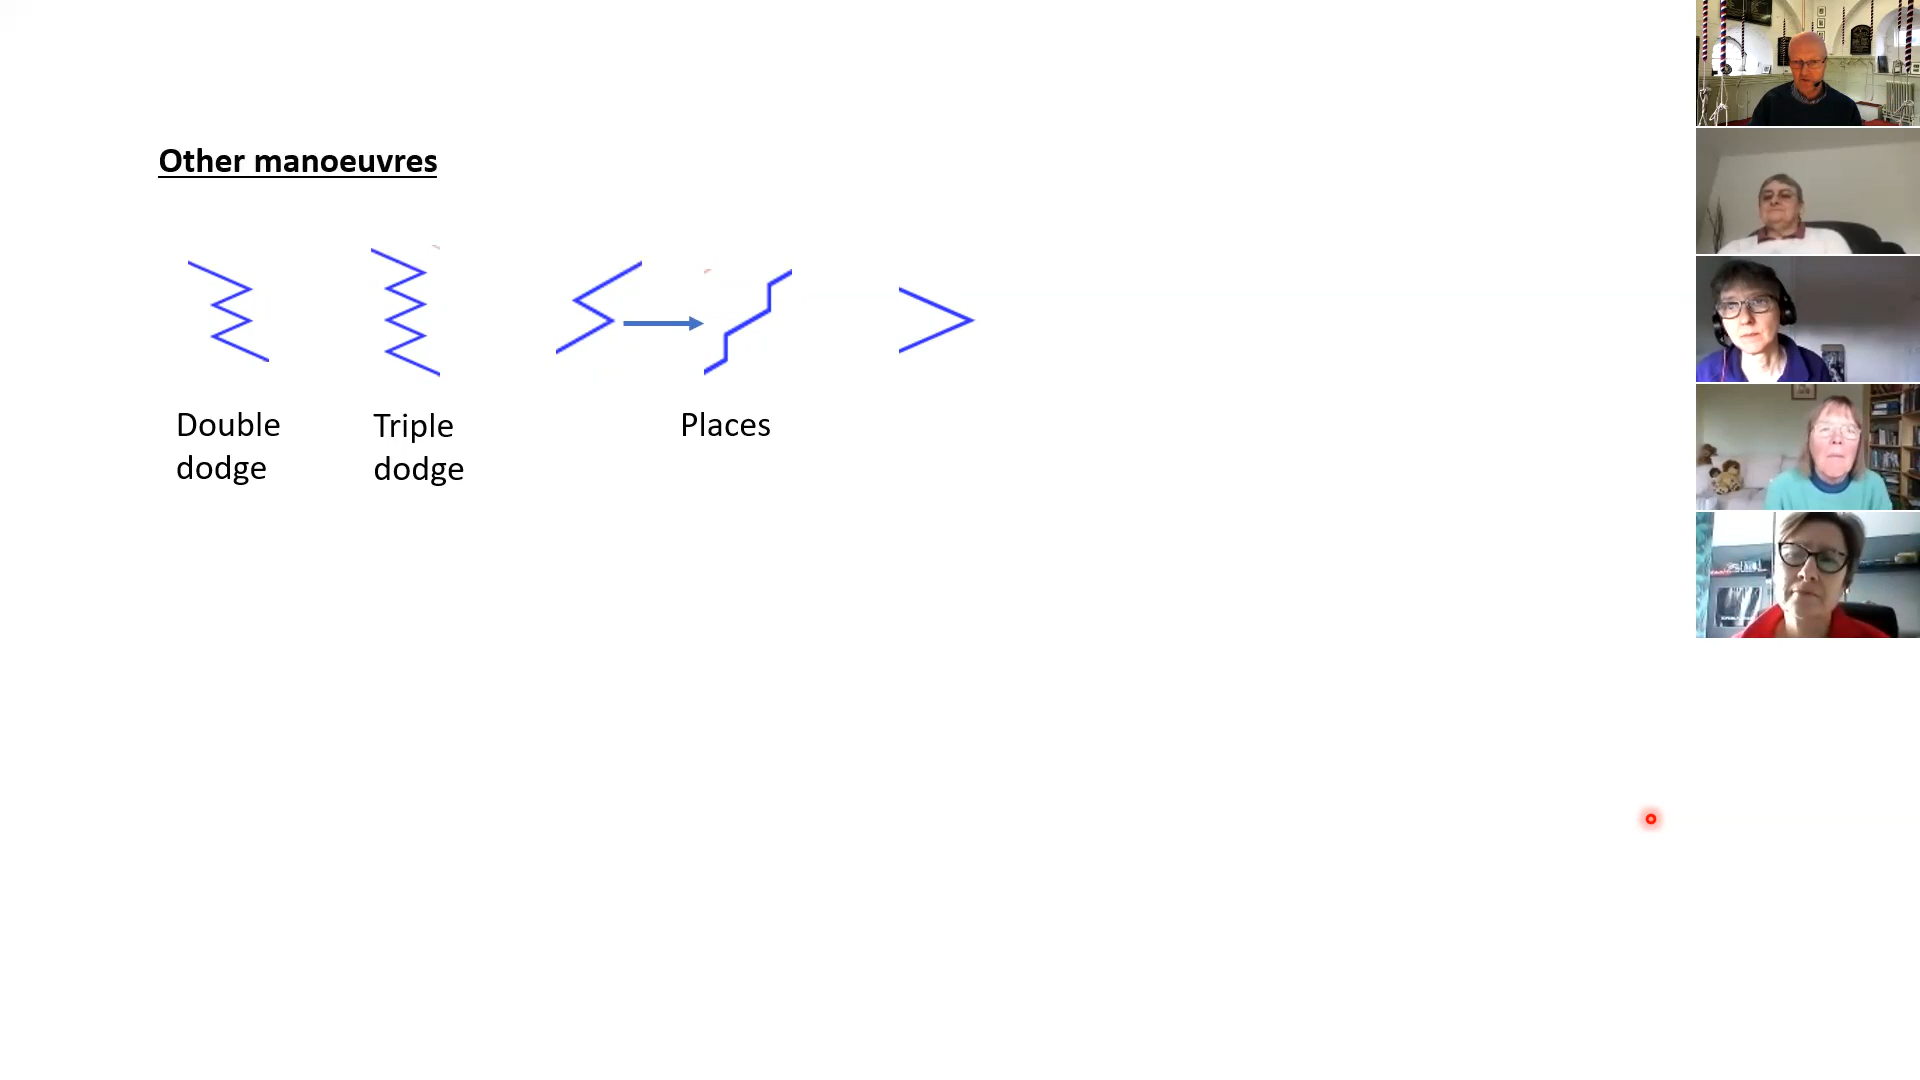 Other manoeuvres
Double
dodge
Triple
dodge
Places